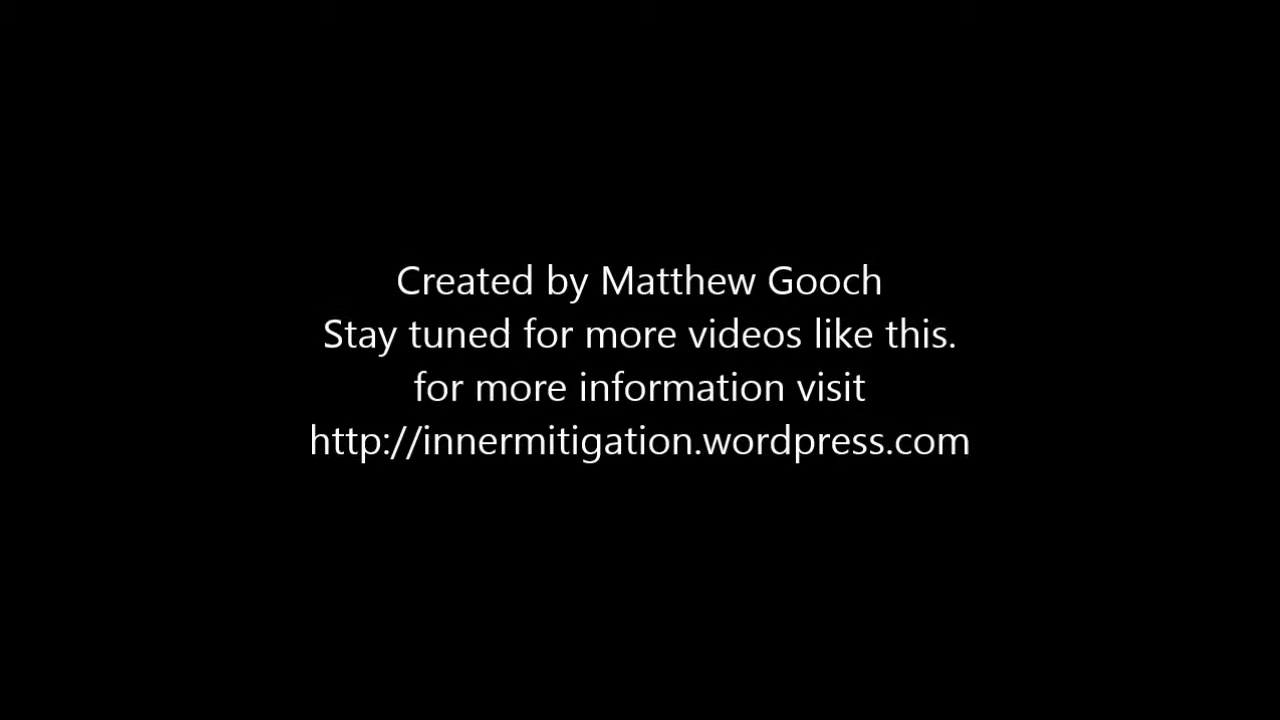 Created by Matthew Gooch
Stay tuned for more videos like this.
for more information visit
http://innermitigation.wordpress.com